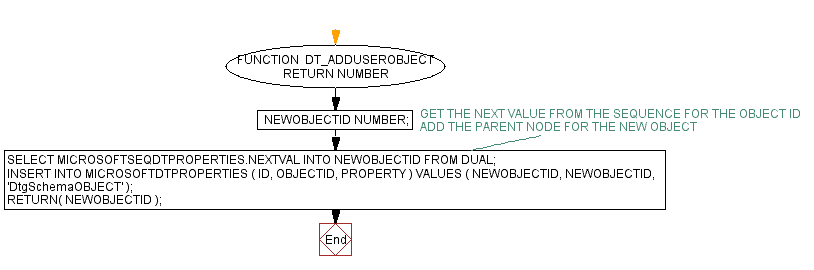 FUNCTION DT_ADDUSEROBJECT
RETURN NUMBER
NEWOBJECTID NUMBER;
GET THE NEXT VALUE FROM THE SEQUENCE FOR THE OBJECT ID
ADD THE PARENT NODE FOR THE NEW OBJECT
SELECT MICROSOFTSEQDTPROPERTIES.NEXTVAL INTO NEWOBJECTID FROM DUAL;
INSERT INTO MICROSOFTDTPROPERTIES ( ID, OBJECTID, PROPERTY ) VALUES ( NEWOBJECTID, NEWOBJECTID,
'DtgSchemaOBJECT' );
RETURN( NEWOBJECTID );
End